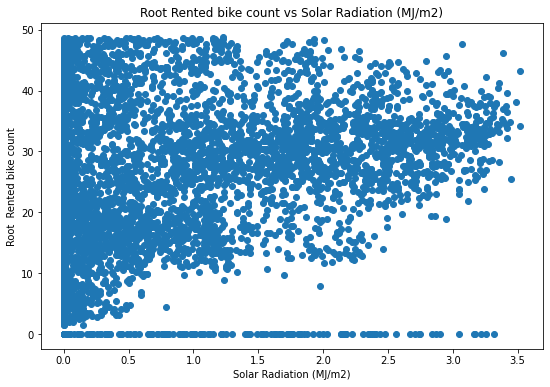 Root Rented bike count vs Solar Radiation (MJ/m2)
50
40
30
20
10
0
Root Rented bike count
0.0 0.5 1.0 1.5 2.0 2.5 3.0 3.5
Solar Radiation (MJ/m2)